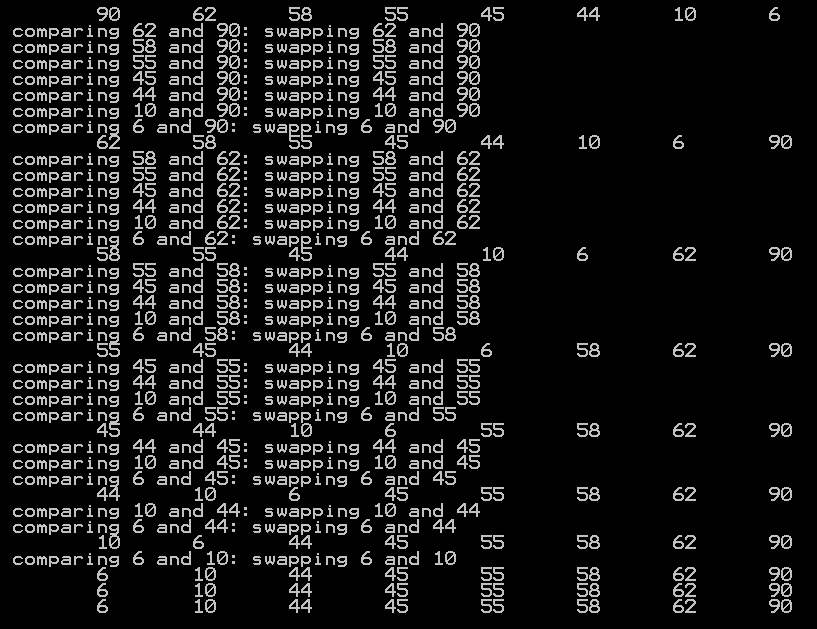 90 62 58 55 45 44 10 6
comparing 62 and 90: swapping 62 and 90
comparing 58 and 90: swapping 58 and 90
comparing 55 and 90: swapping 55 and 90
comparing 45 and 90: swapping 45 and 90
comparing 44 and 90: swapping 44 and 90
comparing 10 and 90: swapping 10 and 90
comparing 6 and 90: swapping 6 and 90
62 58 55 45 44 10 6 90
comparing 58 and 62: swapping 58 and 62
comparing 55 and 62: swapping 55 and 62
comparing 45 and 62: swapping 45 and 62
comparing 44 and 62: swapping 44 and 62
comparing 10 and 62: swapping 10 and 62
comparing 6 and 62: swapping 6 and 62
58 55 45 44 10 6 62 90
comparing 55 and 58: swapping 55 and 58
comparing 45 and 58: swapping 45 and 58
comparing 44 and 58: swapping 44 and 58
comparing 10 and 58: swapping 10 and 58
comparing 6 and 58: swapping 6 and 58
55 45 44 10 6 58 62 90
comparing 45 and 55: swapping 45 and 55
comparing 44 and 55: swapping 44 and 55
comparing 10 and 55: swapping 10 and 55
comparing 6 and 55: swapping 6 and 55
45 44 10 6 55 58 62 90
comparing 44 and 45: swapping 44 and 45
comparing 10 and 45: swapping 10 and 45
comparing 6 and 45: swapping 6 and 45
44 10 6 45 55 58 62 90
comparing 10 and 44: swapping 10 and 44
comparing 6 and 44: swapping 6 and 44
10 6 44 45 55 58 62 90
comparing 6 and 10: swapping 6 and 10
6 10 44 45 55 58 62 90
6 10 44 45 55 58 62 90
6 10 44 45 55 58 62 90